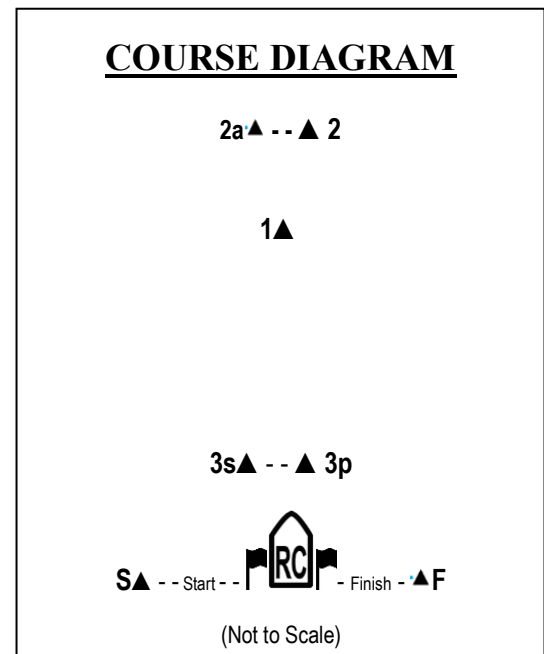 COURSE DIAGRAM
2a▲ - - ▲ 2
1▲
3s▲ - - ▲ 3p
RC
S▲ - - Start - - - Finish - ▲F
(Not to Scale)